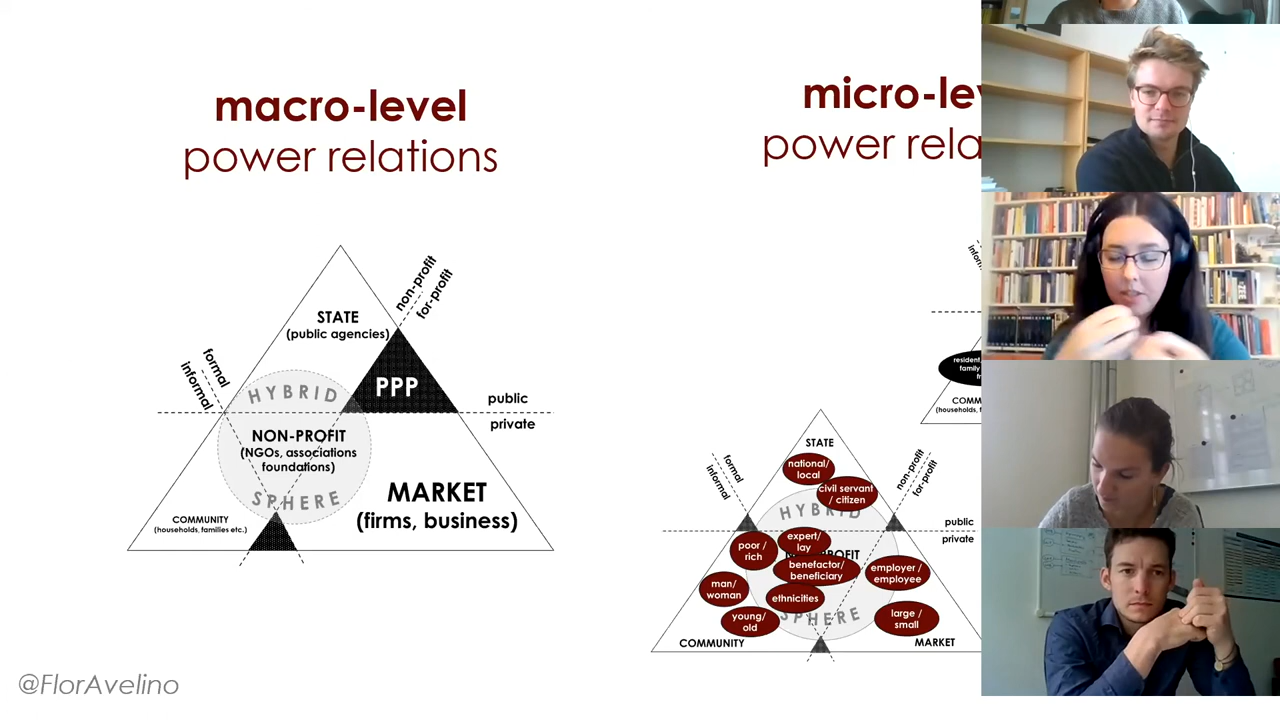 macro-level
power relations
non-profit
for-profit
STATE
(public agencies)
formal
informal
PPP
HYBRID
public
private
NON-PROFIT
(NGOs, associations
foundations)
SPHERE
MARKET
(firms, business)
COMMUNITY
(households, families etc.)
@FlorAvelino
micro-le
power rela
STATE
national/
local
civil servant
/ citizen
formal
informal
non-profit
for-profit
HYBRID
public
private
expert/
lay
poor /
rich
benefactor/
beneficiary
employer /
employee
man/
woman
ethnicities
young/
old
SPHERE
large /
small
COMMUNITY
MARKET